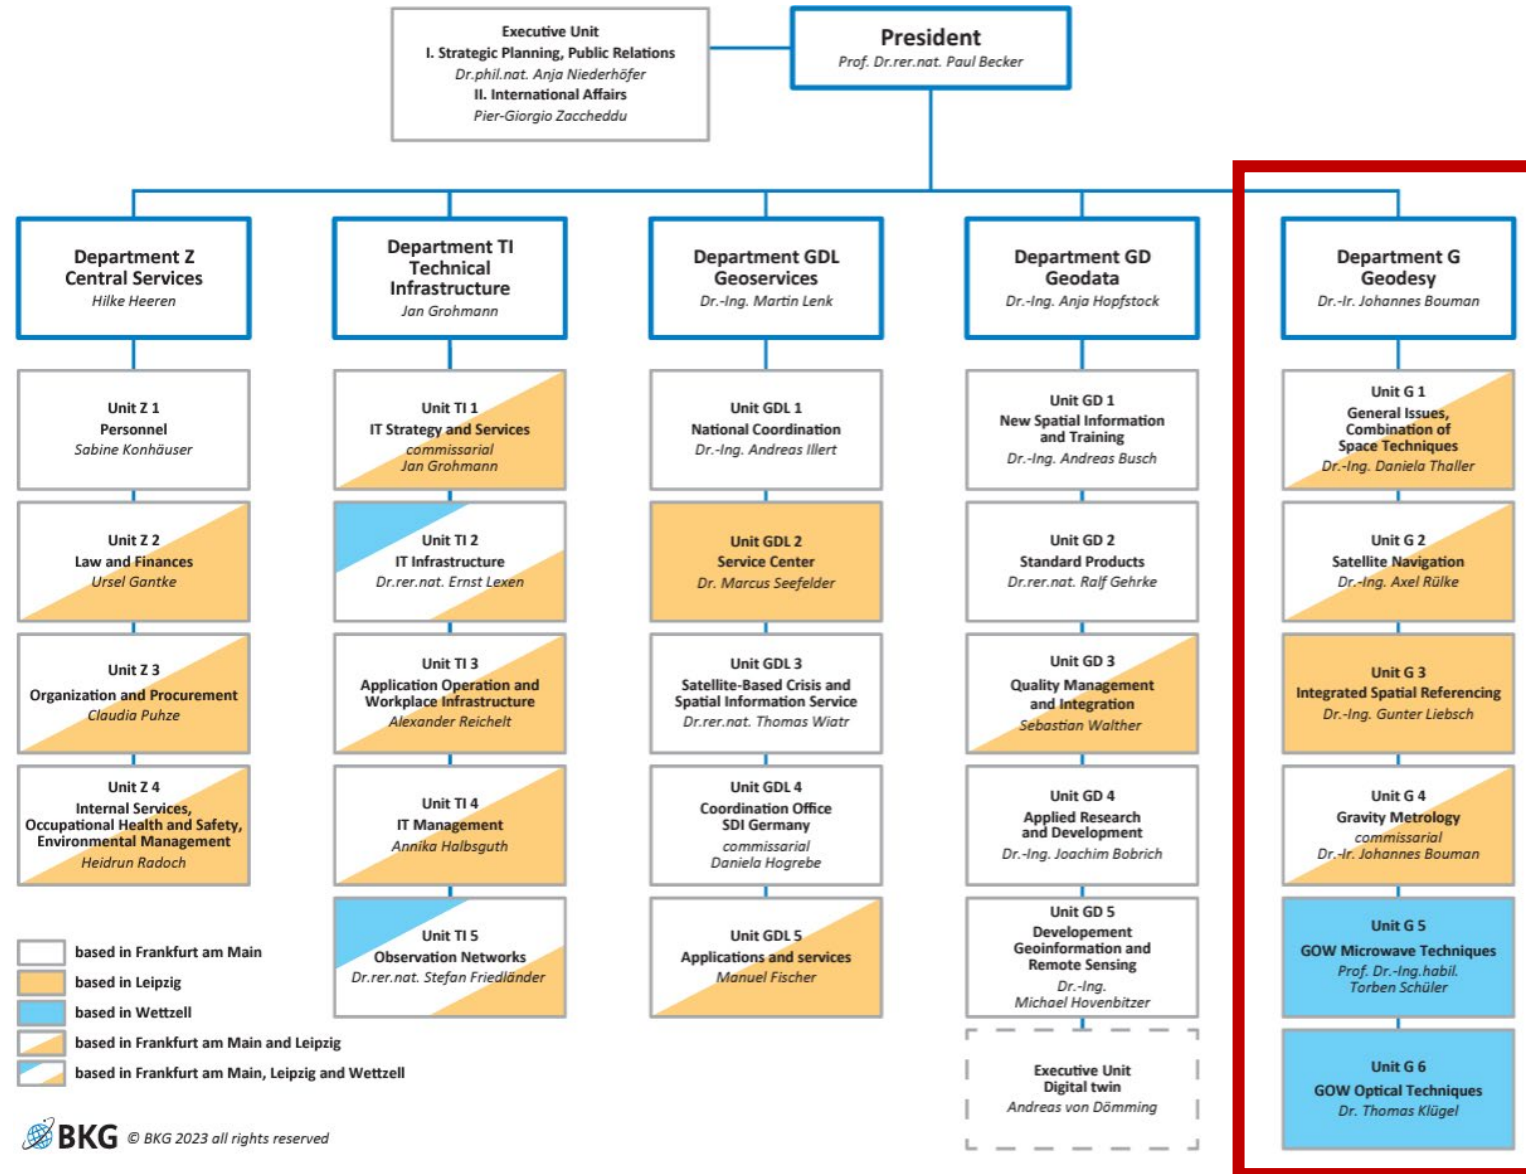 Executive Unit
I. Strategic Planning, Public Relations
Dr.phil.nat. Anja Niederhöfer
II. International Affairs
Pier-Giorgio Zaccheddu
President
Prof. Dr.rer.nat. Paul Becker
Department Z
Central Services
Hilke Heeren
Department TI
Technical
Infrastructure
Jan Grohmann
Department GDL
Geoservices
Dr.-Ing. Martin Lenk
Department GD
Geodata
Dr.-Ing. Anja Hopfstock
Department G
Geodesy
Dr.-Ir. Johannes Bouman
Unit Z 1
Personnel
Sabine Konhäuser
Unit TI 1
IT Strategy and Services
commissarial
Jan Grohmann
Unit GDL 1
National Coordination
Dr.-Ing. Andreas Illert
Unit GD 1
New Spatial Information
and Training
Dr.-Ing. Andreas Busch
Unit G 1
General Issues,
Combination of
Space Techniques
Dr.-Ing. Daniela Thaller
Unit Z 2
Law and Finances
Ursel Gantke
Unit TI 2
IT Infrastructure
Dr.rer.nat. Ernst Lexen
Unit GDL 2
Service Center
Dr. Marcus Seefelder
Unit GD 2
Standard Products
Dr.rer.nat. Ralf Gehrke
Unit G 2
Satellite Navigation
Dr.-Ing. Axel Rülke
Unit Z 3
Organization and Procurement
Claudia Puhze
Unit TI 3
Application Operation and
Workplace Infrastructure
Alexander Reichelt
Unit GDL 3
Satellite-Based Crisis and
Spatial Information Service
Dr.rer.nat. Thomas Wiatr
Unit GD 3
Quality Management
and Integration
Sebastian Walther
Unit G 3
Integrated Spatial Referencing
Dr.-Ing. Gunter Liebsch
Unit Z 4
Internal Services,
Occupational Health and Safety,
Environmental Management
Heidrun Radoch
Unit TI 4
IT Management
Annika Halbsguth
Unit GDL 4
Coordination Office
SDI Germany
commissarial
Daniela Hogrebe
Unit GD 4
Applied Research
and Development
Dr.-Ing. Joachim Bobrich
Unit G 4
Gravity Metrology
commissarial
Dr.-Ir. Johannes Bouman
Unit TI 5
Observation Networks
Dr.rer.nat. Stefan Friedländer
Unit GDL 5
Applications and services
Manuel Fischer
Unit GD 5
Developement
Geoinformation and
Remote Sensing
Dr.-Ing.
Michael Hovenbitzer
Unit G 5
GOW Microwave Techniques
Prof. Dr.-Ing.habil.
Torben Schüler
Executive Unit
Digital twin
Andreas von Dömming
Unit G 6
GOW Optical Techniques
Dr. Thomas Klügel
based in Frankfurt am Main
based in Leipzig
based in Wettzell
based in Frankfurt am Main and Leipzig
based in Frankfurt am Main, Leipzig and Wettzell
BKG © BKG 2023 all rights reserved